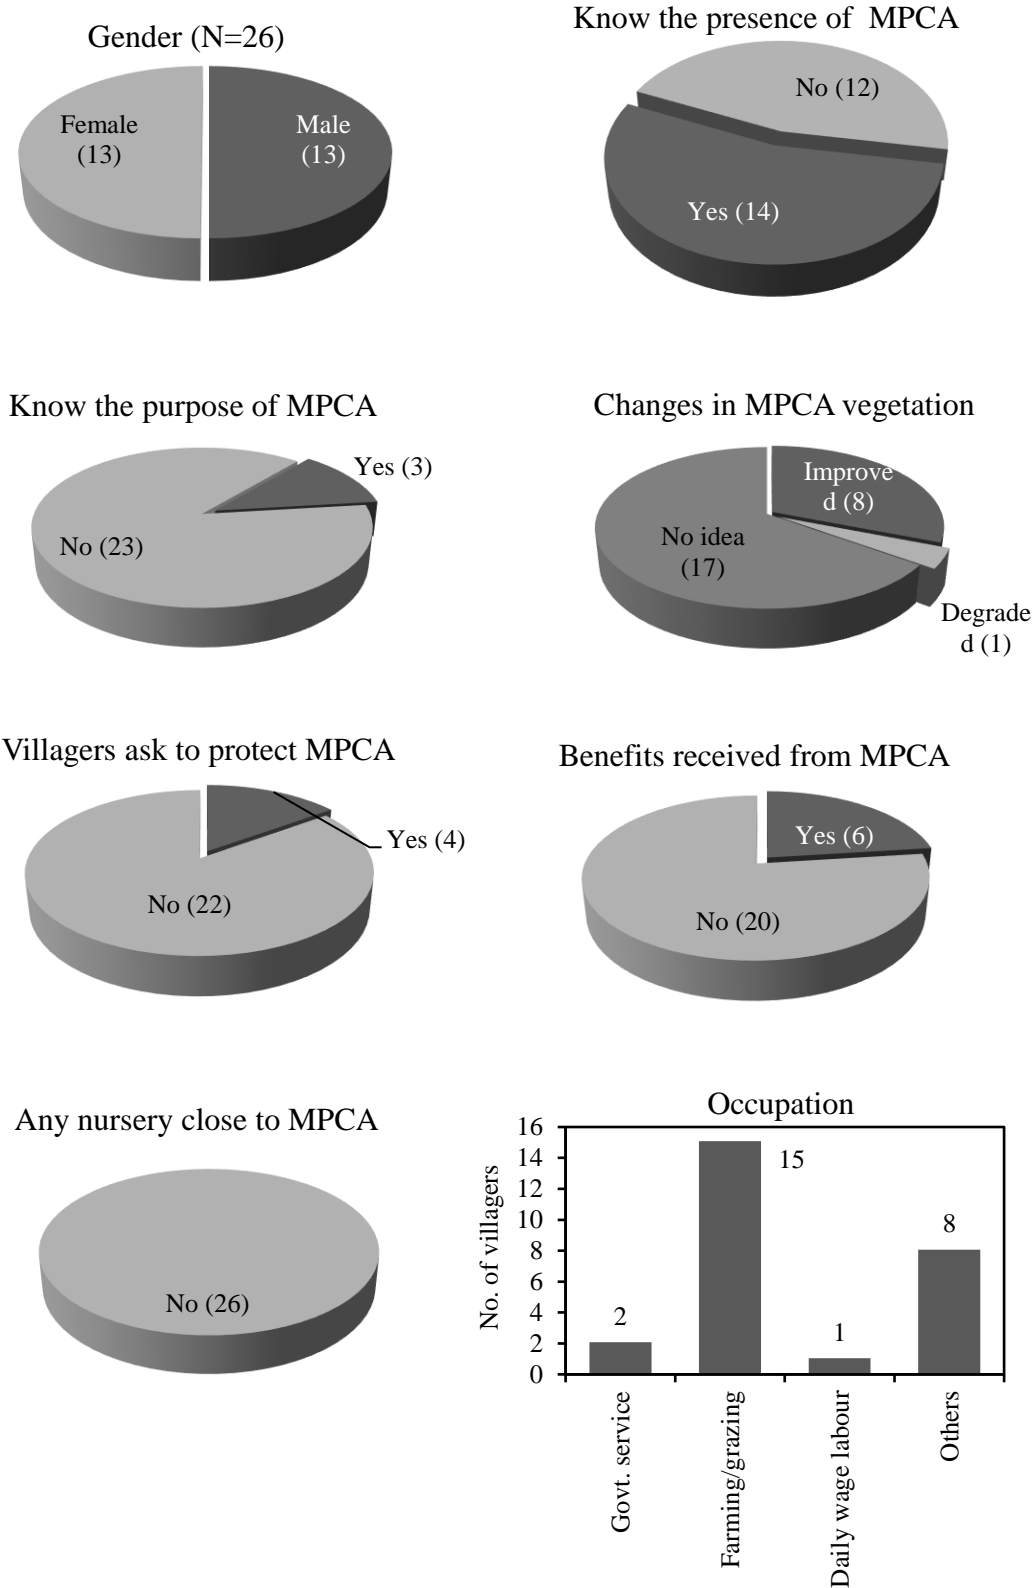 Gender (N=26)
Female
(13)
Male
(13)
Know the presence of  MPCA
No (12)
Yes (14)
Know the purpose of MPCA
Yes (3)
No (23)
Changes in MPCA vegetation
Improve
d (8)
No idea
(17)
Degrade
d (1)
Villagers ask to protect MPCA
Yes (4)
No (22)
Benefits received from MPCA
Yes (6)
No (20)
Any nursery close to MPCA
No (26)
Occupation
No. of villagers
16
14
12
10
8
6
4
2
0
2
15
1
8
Govt. service
Farming/grazing
Daily wage labour
Others